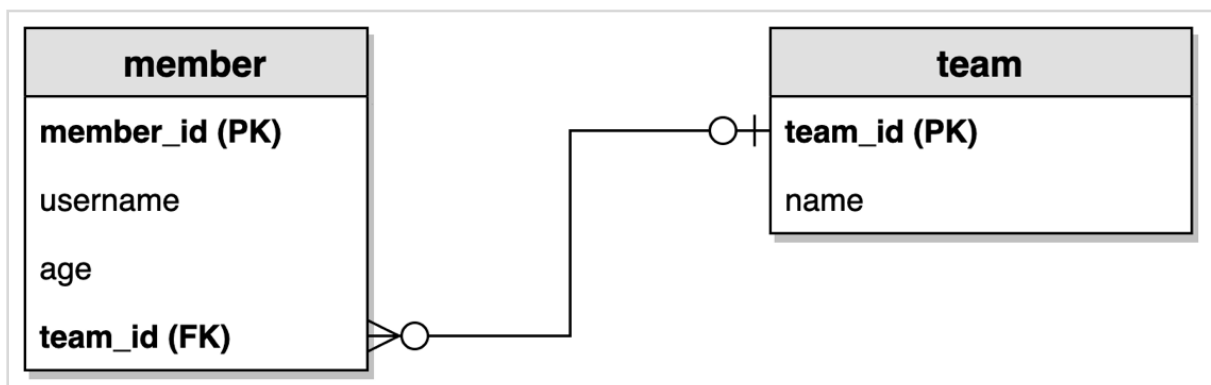 member
member_id (PK)
username
age
team_id (FK)
team
team_id (PK)
name